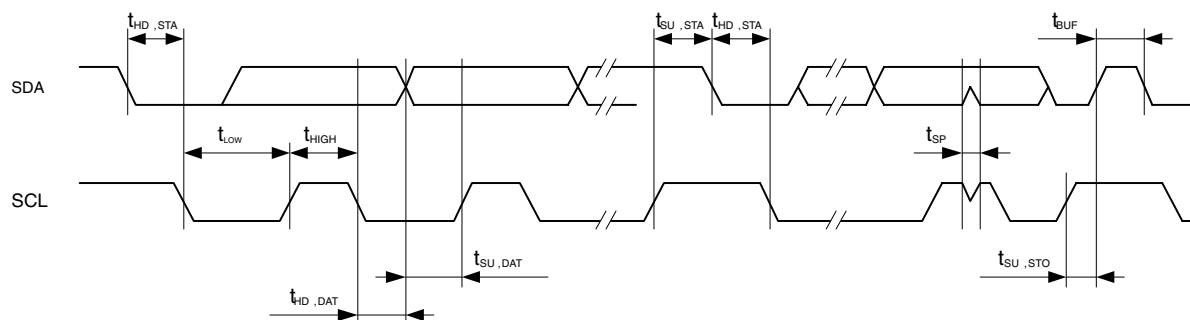 tHD,STA
tSU,STA
tHD,STA
tBUF
SDA
tLOW
tHIGH
tSP
SCL
tSU,DAT
tSU,STO
tHD,DAT